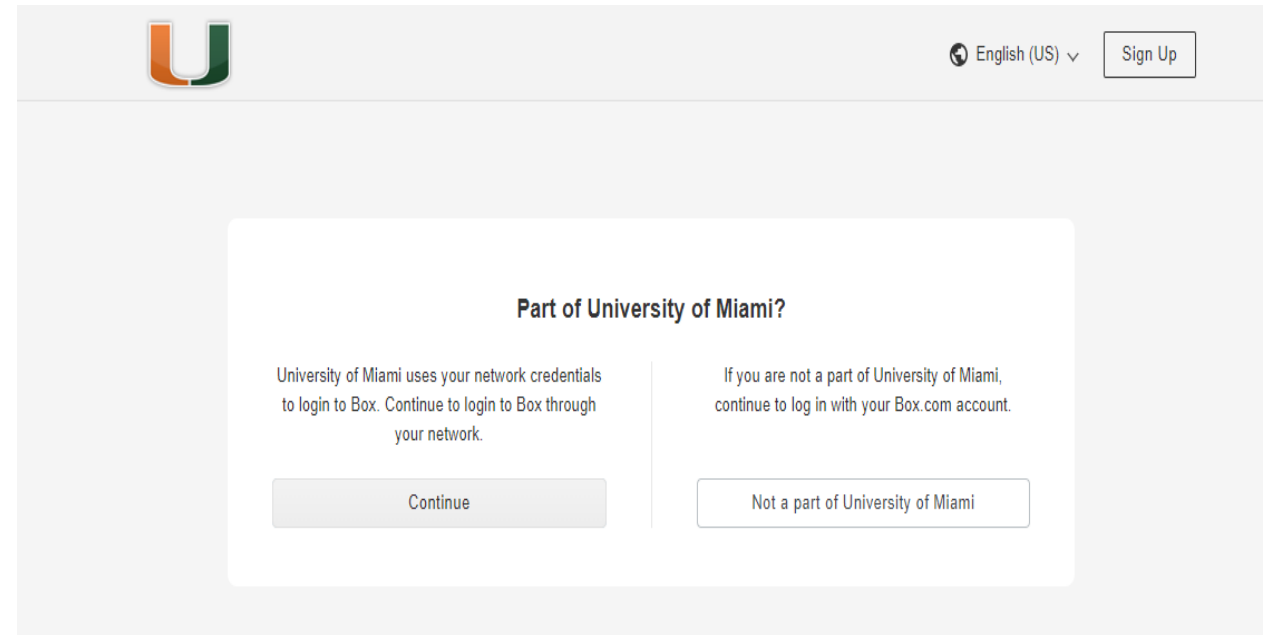 U
English (US)
Sign Up
Part of University of Miami?
University of Miami uses your network credentials
to login to Box. Continue to login to Box through
your network.
Continue
If you are not a part of University of Miami,
continue to log in with your Box.com account.
Not a part of University of Miami